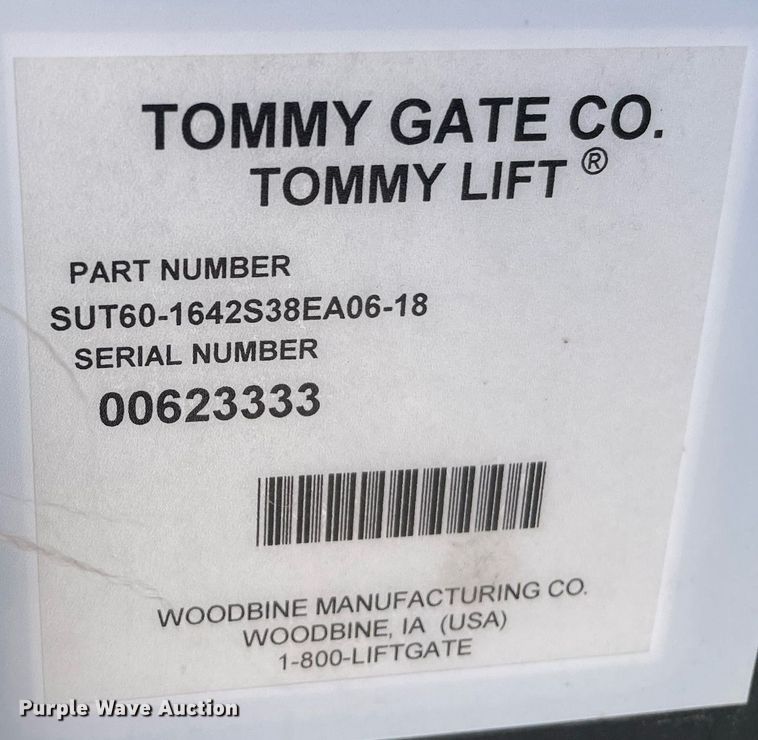 TOMMY GATE CO.
TOMMY LIFT ®
PART NUMBER
SUT60-1642S38EA06-18
SERIAL NUMBER
00623333
WOODBINE MANUFACTURING CO.
WOODBINE, IA (USA)
1-800-LIFTGATE
Purple Wave Auction